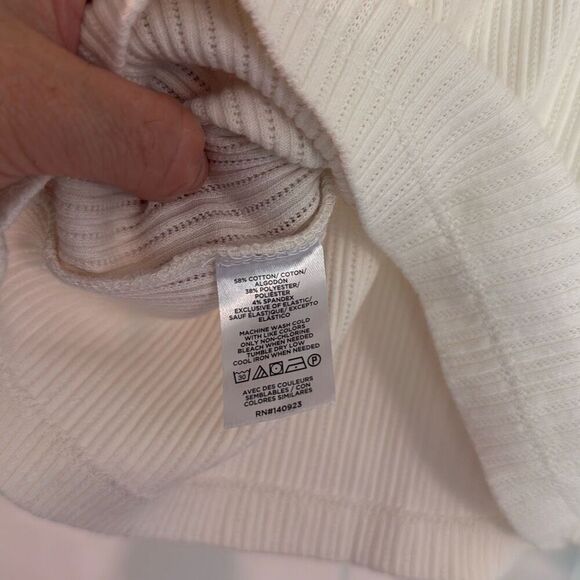 58% COTTON/ COTON/
ALGODÓN
38% POLYESTER/
POLIÉSTER
4% SPANDEX
EXCLUSIVE OF ELASTIC/
SAUF ÉLASTIQUE/ EXCEPTO
ELÁSTICO
MACHINE WASH COLD
WITH LIKE COLORS
ONLY NON-CHLORINE
BLEACH WHEN NEEDED
TUMBLE DRY LOW
COOL IRON WHEN NEEDED
30 P
AVEC DES COULEURS
SEMBLABLES / CON
COLORES SIMILARES
RN#140923